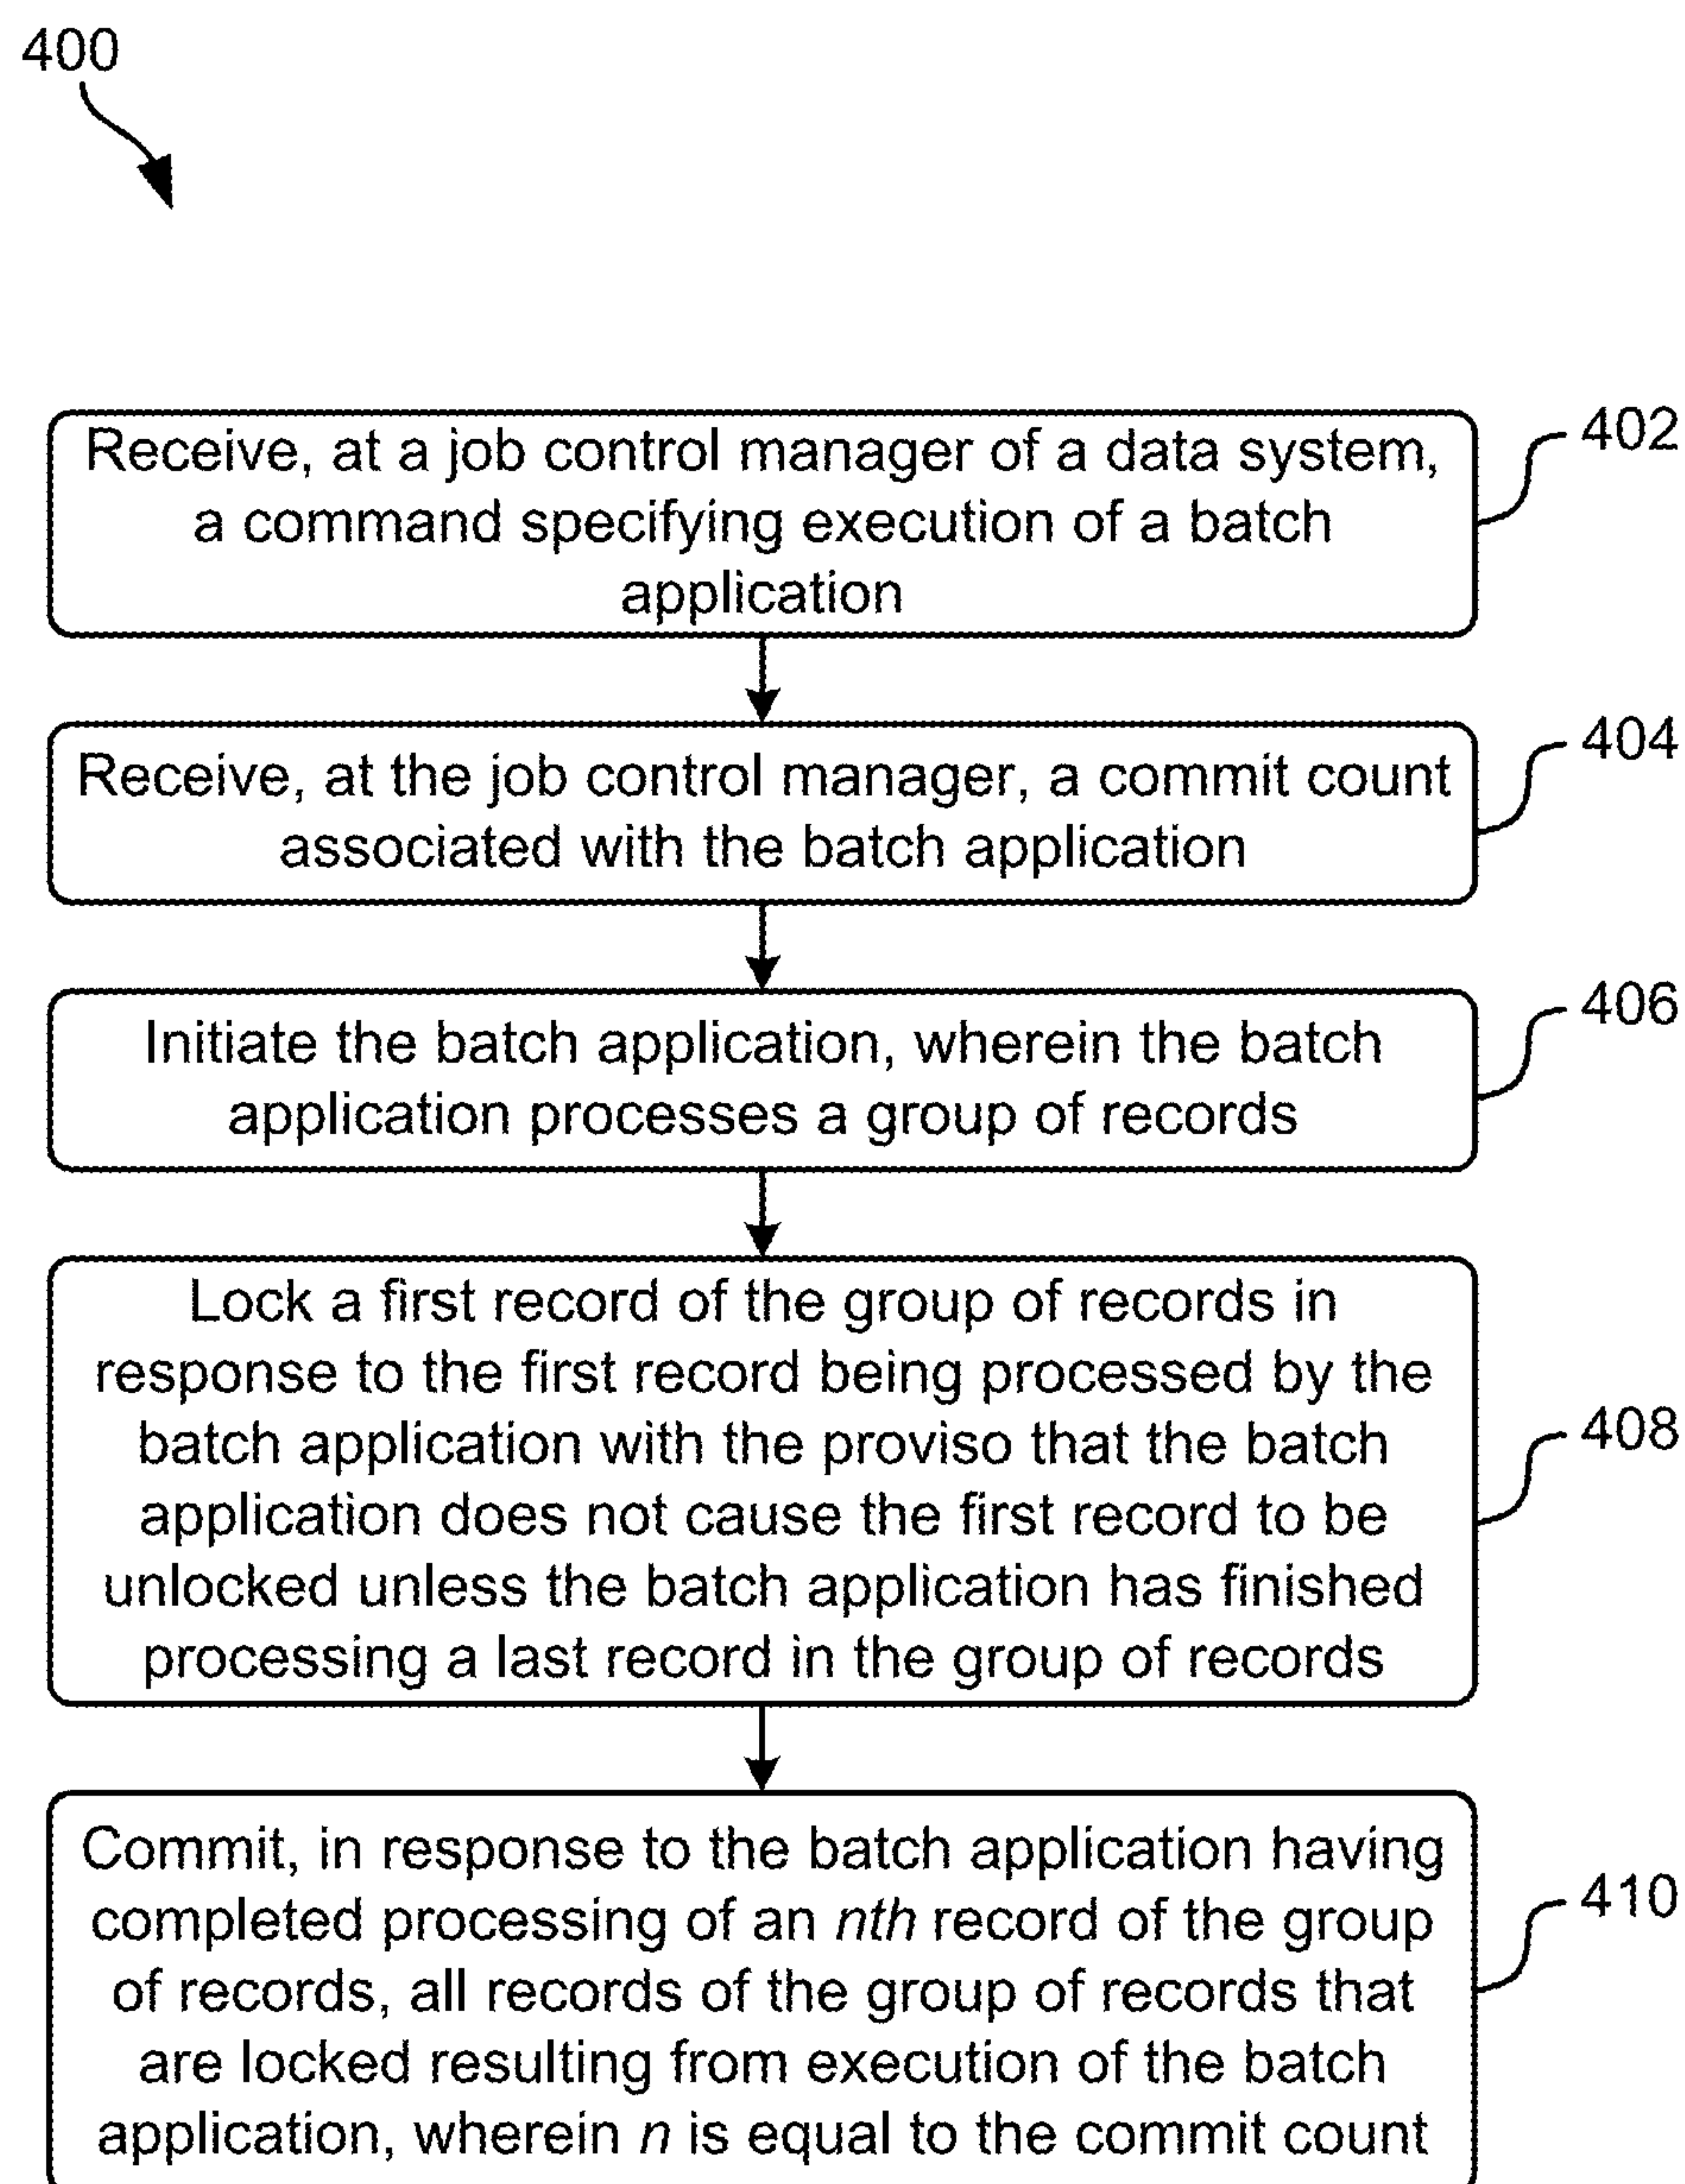 400
Receive, at a job control manager of a data system,
a command specifying execution of a batch
application
402
Receive, at the job control manager, a commit count
associated with the batch application
404
Initiate the batch application, wherein the batch
application processes a group of records
406
Lock a first record of the group of records in
response to the first record being processed by the
batch application with the proviso that the batch
application does not cause the first record to be
unlocked unless the batch application has finished
processing a last record in the group of records
408
Commit, in response to the batch application having
completed processing of an nth record of the group
of records, all records of the group of records that
are locked resulting from execution of the batch
application, wherein n is equal to the commit count
410